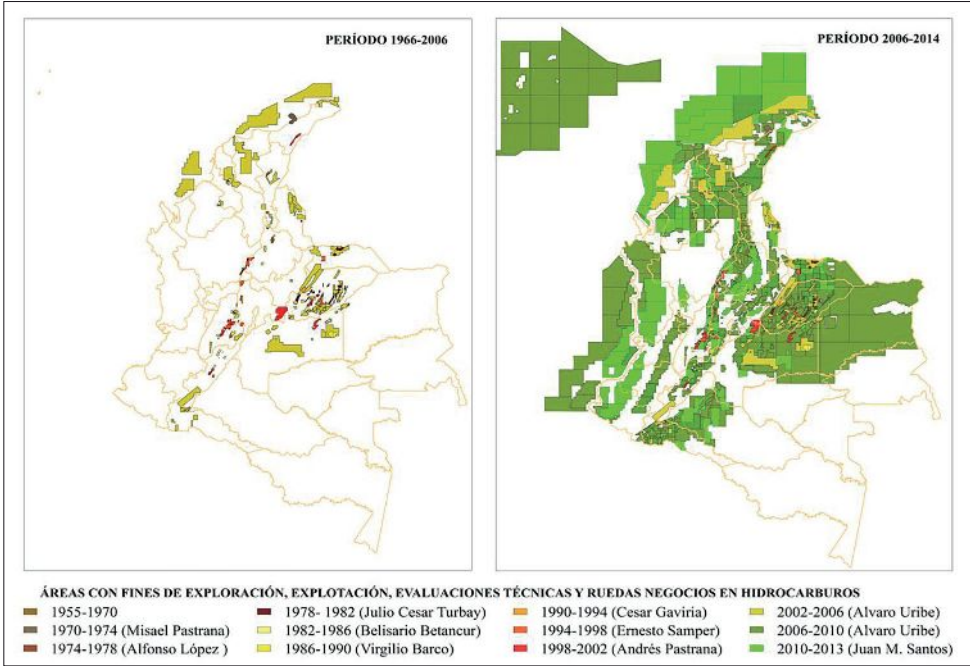 PERÍODO 1966-2006
PERÍODO 2006-2014
ÁREAS CON FINES DE EXPLORACIÓN, EXPLOTACIÓN, EVALUACIONES TÉCNICAS Y RUEDAS NEGOCIOS EN HIDROCARBUROS
1955-1970
1970-1974 (Misael Pastrana)
1974-1978 (Alfonso López )
1978- 1982 (Julio Cesar Turbay)
1982-1986 (Belisario Betancur)
1986-1990 (Virgilio Barco)
1990-1994 (Cesar Gaviria)
1994-1998 (Ernesto Samper)
1998-2002 (Andrés Pastrana)
2002-2006 (Alvaro Uribe)
2006-2010 (Alvaro Uribe)
2010-2013 (Juan M. Santos)